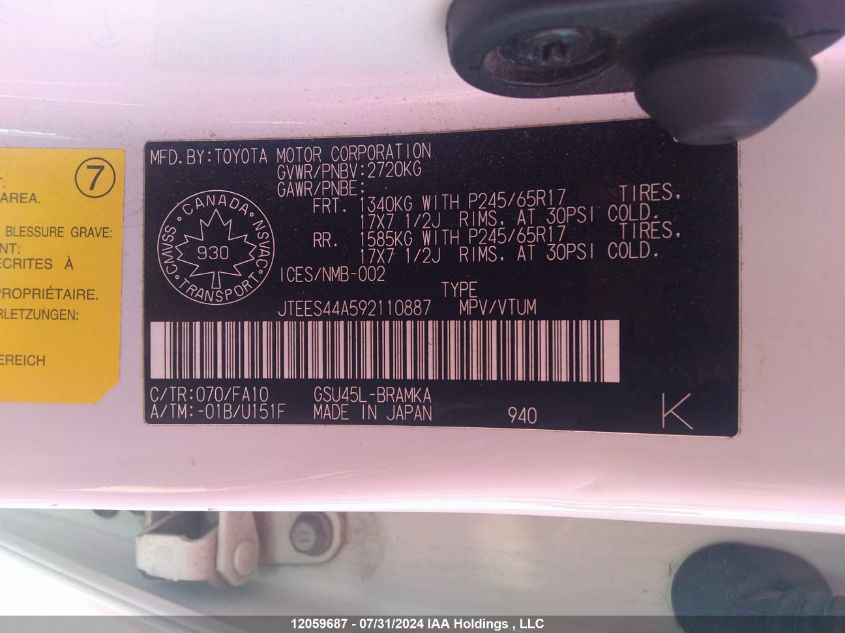 MFD.BY:TOYOTA MOTOR CORPORATION
GVWR/PNBV:2720KG
GAWR/PNBE:
FRT. 1340KG WITH P245/65R17 TIRES.
17X7 1/2J RIMS. AT 30PSI COLD.
RR. 1585KG WITH P245/65R17 TIRES.
17X7 1/2J RIMS. AT 30PSI COLD.
ICES/NMB-002
CANADA
CMVSS 930 NSVAC
TRANSPORT
TYPE
JTEES44A592110887 MPV/VTUM
C/TR:070/FA10 GSU45L-BRAMKA
A/TM:-01B/U151F MADE IN JAPAN 940 K
7
T.
AREA.
BLESSURE GRAVE:
NT:
ÉCRITES À
PROPRIÉTAIRE.
RLETZUNGEN:
EREICH
12059687 - 07/31/2024 IAA Holdings , LLC